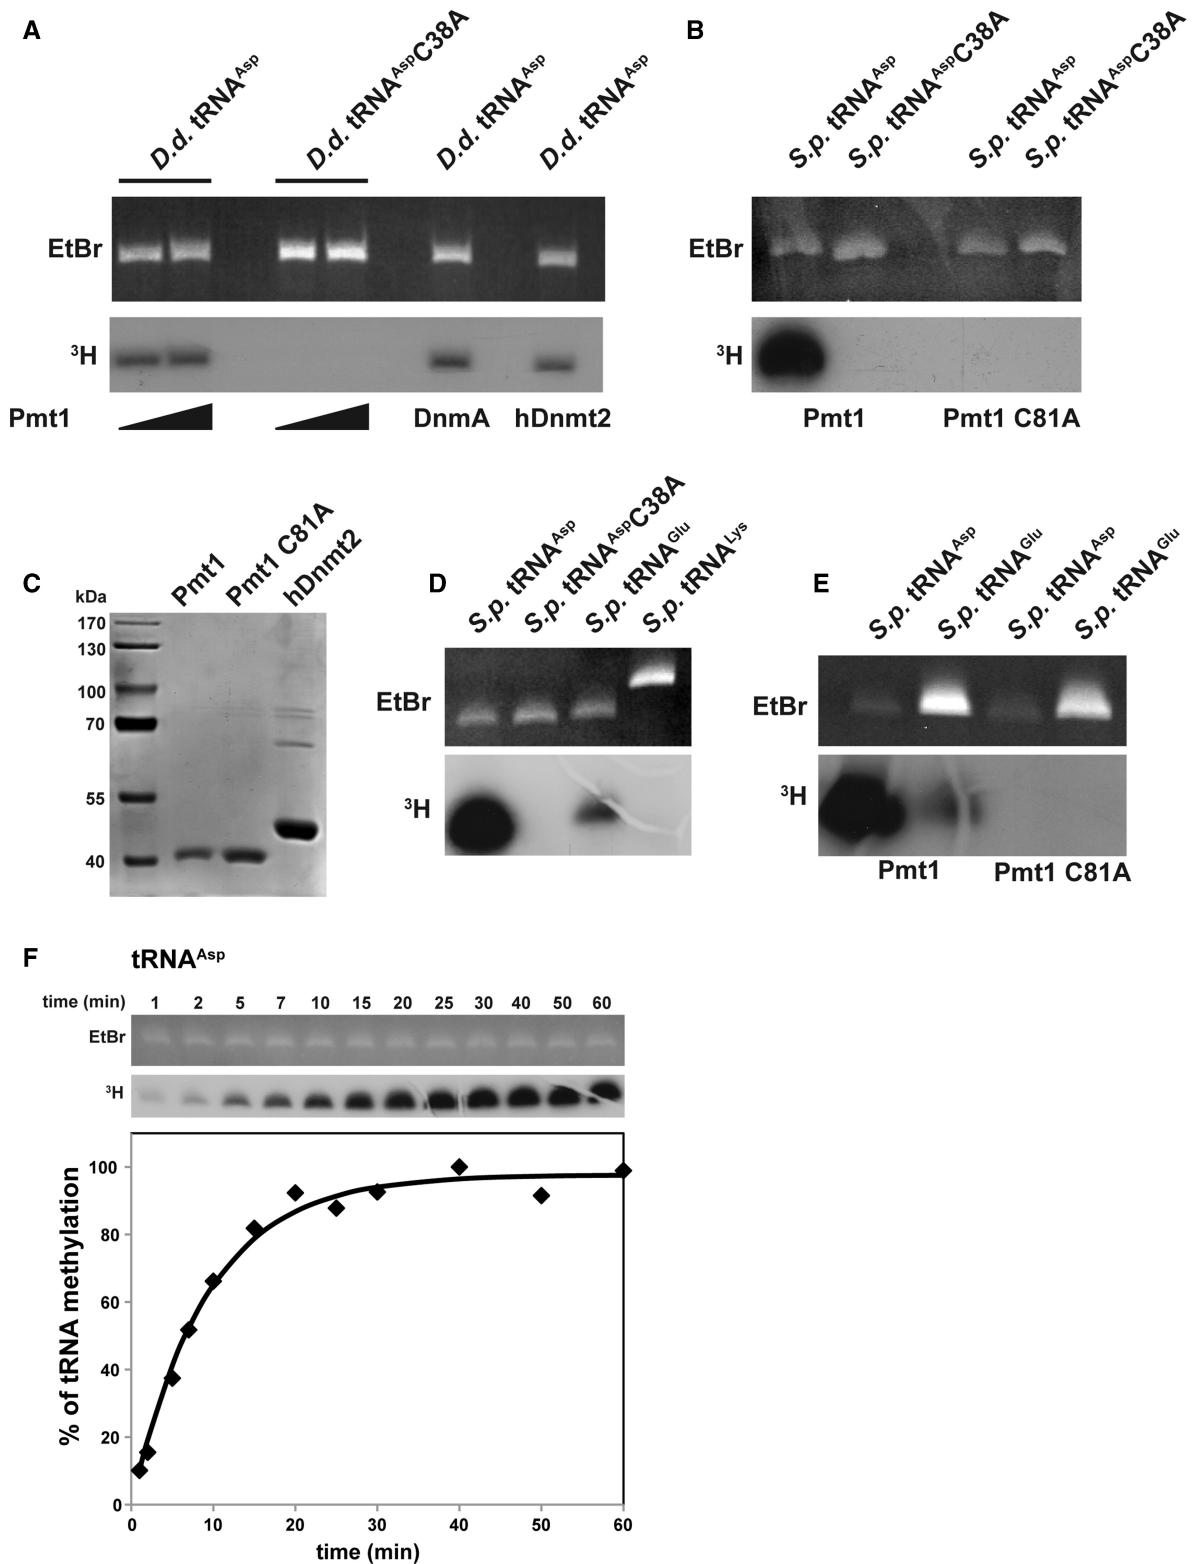 A
D.d. tRNAAsp
D.d. tRNAAspC38A
D.d. tRNAAsp
D.d. tRNAAsp
EtBr
3H
Pmt1
DnmA
hDnmt2
B
S.p. tRNAAsp
S.p. tRNAAspC38A
S.p. tRNAAsp
S.p. tRNAAspC38A
EtBr
3H
Pmt1
Pmt1 C81A
C
kDa
Pmt1
Pmt1 C81A
hDnmt2
170
130
100
70
55
40
D
S.p. tRNAAsp
S.p. tRNAAspC38A
S.p. tRNAGlu
S.p. tRNALys
EtBr
3H
E
S.p. tRNAAsp
S.p. tRNAGlu
S.p. tRNAAsp
S.p. tRNAGlu
EtBr
3H
Pmt1
Pmt1 C81A
F
tRNAAsp
time (min) 1 2 5 7 10 15 20 25 30 40 50 60
EtBr
3H
% of tRNA methylation
100
80
60
40
20
0
0 10 20 30 40 50 60
time (min)